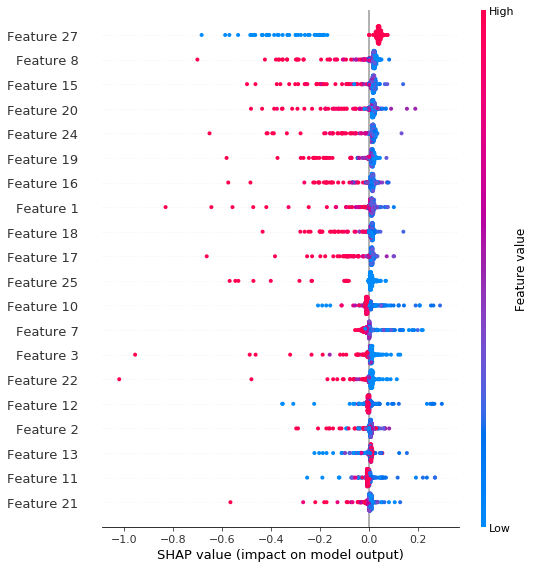 High
Feature 27
Feature 8
Feature 15
Feature 20
Feature 24
Feature 19
Feature 16
Feature 1
Feature 18
Feature 17
Feature 25
Feature 10
Feature 7
Feature 3
Feature 22
Feature 12
Feature 2
Feature 13
Feature 11
Feature 21
Feature value
Low
−1.0 −0.8 −0.6 −0.4 −0.2 0.0 0.2
SHAP value (impact on model output)